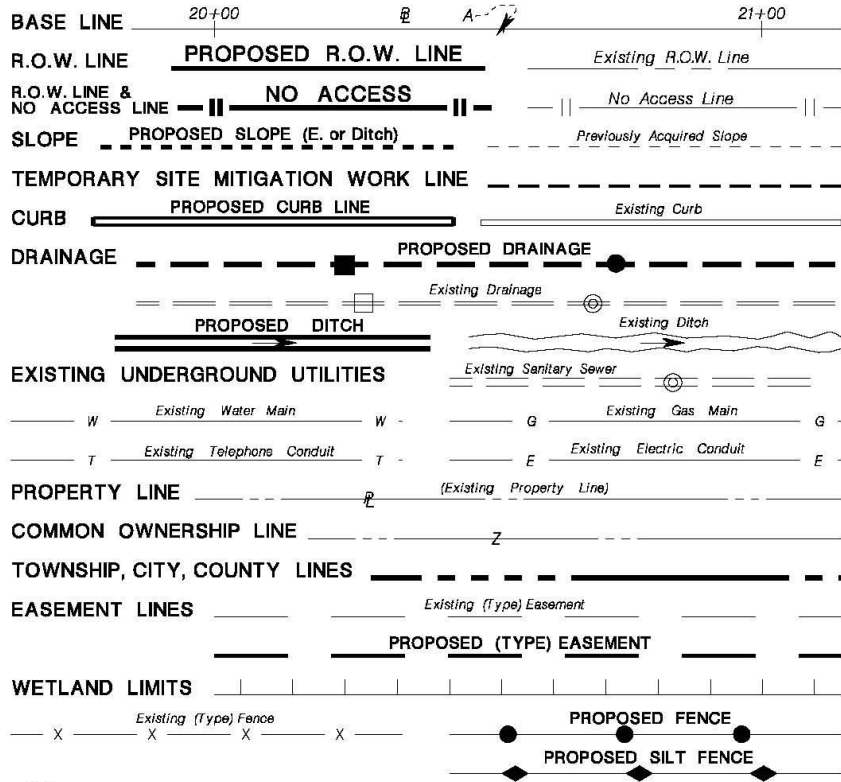 BASE LINE 20+00 BL A 21+00
R.O.W. LINE PROPOSED R.O.W. LINE Existing R.O.W. Line
R.O.W. LINE &
NO ACCESS LINE NO ACCESS No Access Line
SLOPE PROPOSED SLOPE (E. or Ditch) Previously Acquired Slope
TEMPORARY SITE MITIGATION WORK LINE
CURB PROPOSED CURB LINE Existing Curb
DRAINAGE PROPOSED DRAINAGE
Existing Drainage
PROPOSED DITCH Existing Ditch
EXISTING UNDERGROUND UTILITIES Existing Sanitary Sewer
W Existing Water Main W G Existing Gas Main G
T Existing Telephone Conduit T E Existing Electric Conduit E
PROPERTY LINE PL (Existing Property Line)
COMMON OWNERSHIP LINE Z
TOWNSHIP, CITY, COUNTY LINES
EASEMENT LINES Existing (Type) Easement
PROPOSED (TYPE) EASEMENT
WETLAND LIMITS
X Existing (Type) Fence X X X PROPOSED FENCE
PROPOSED SILT FENCE